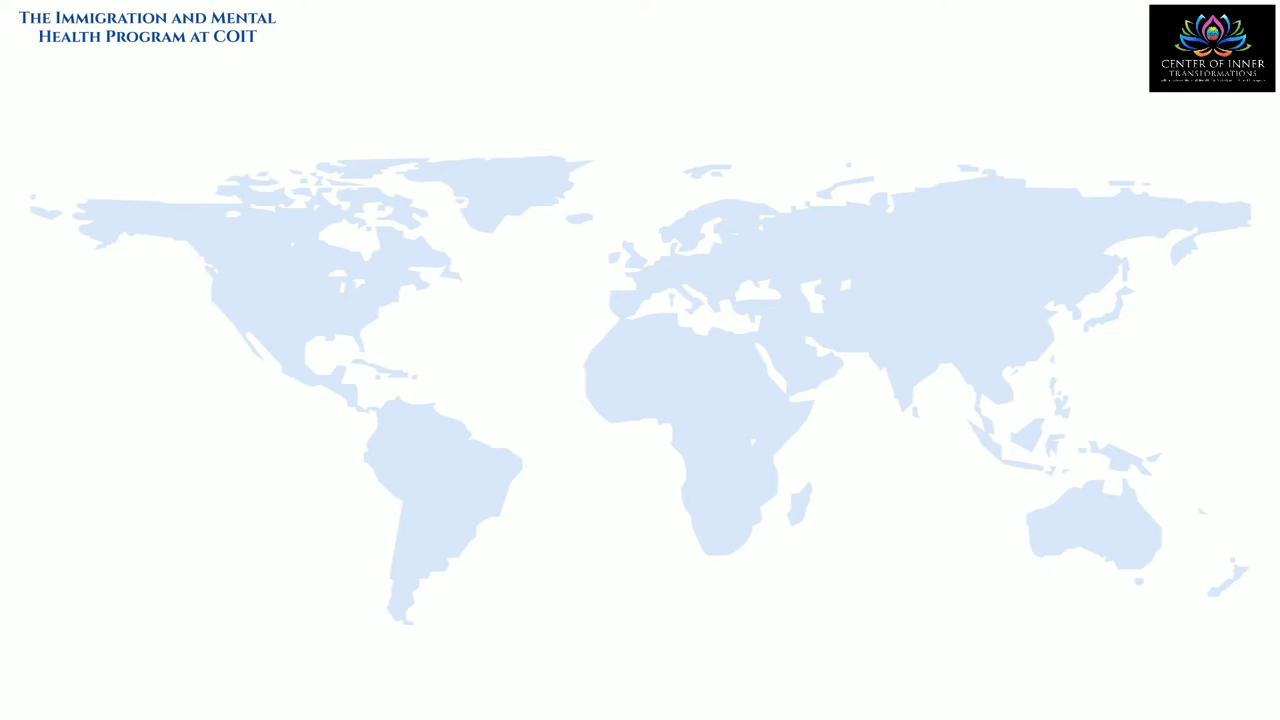 The Immigration and Mental
Health Program at COIT
CENTER OF INNER
TRANSFORMATIONS